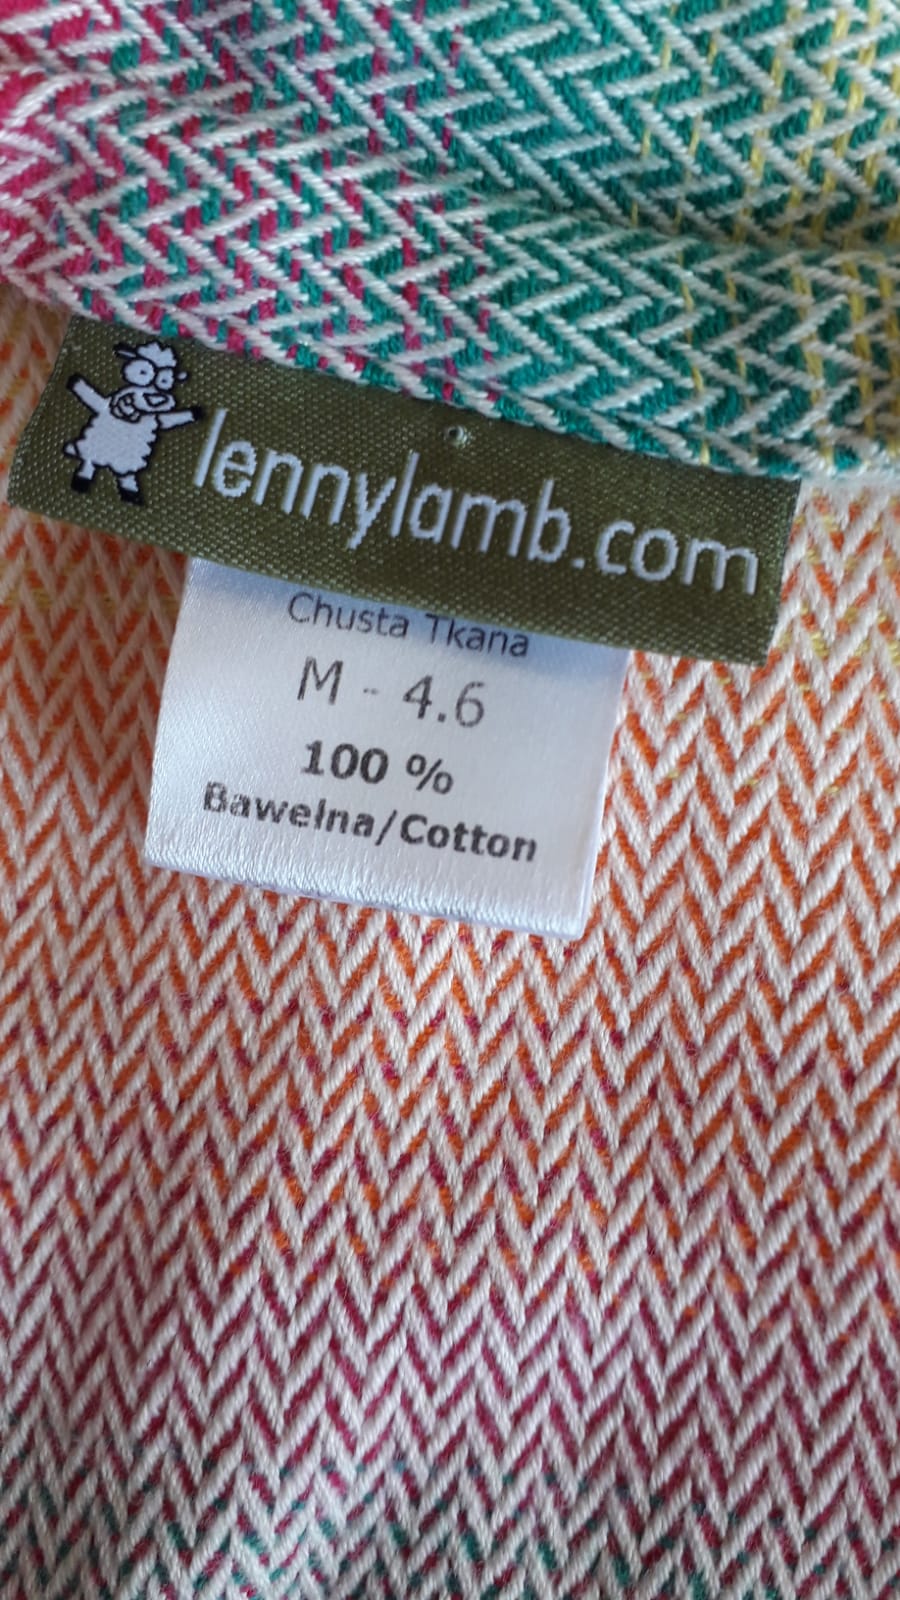 lennylamb.com
Chusta Tkana
M - 4.6
100 %
Bawełna/Cotton